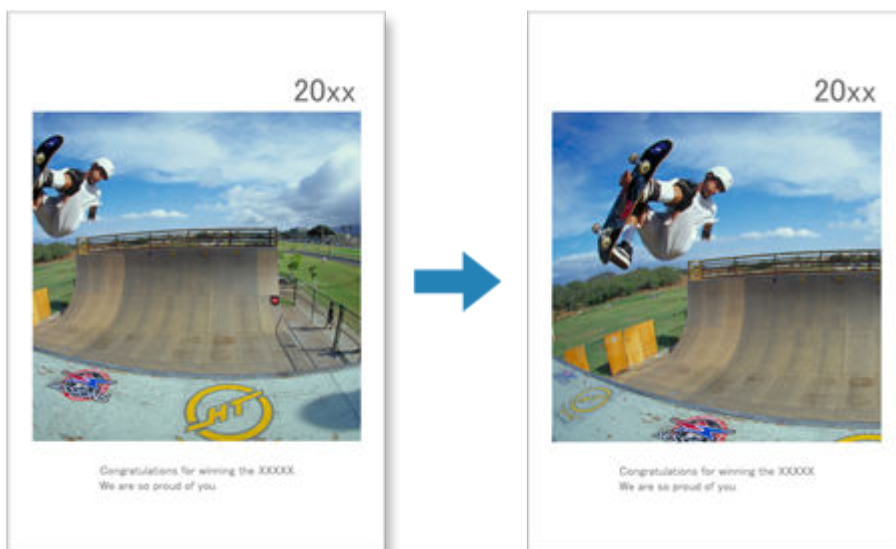 20xx
HT
Congratulations for winning the XXXXX.
We are so proud of you.
20xx
Congratulations for winning the XXXXX
We are so proud of you.